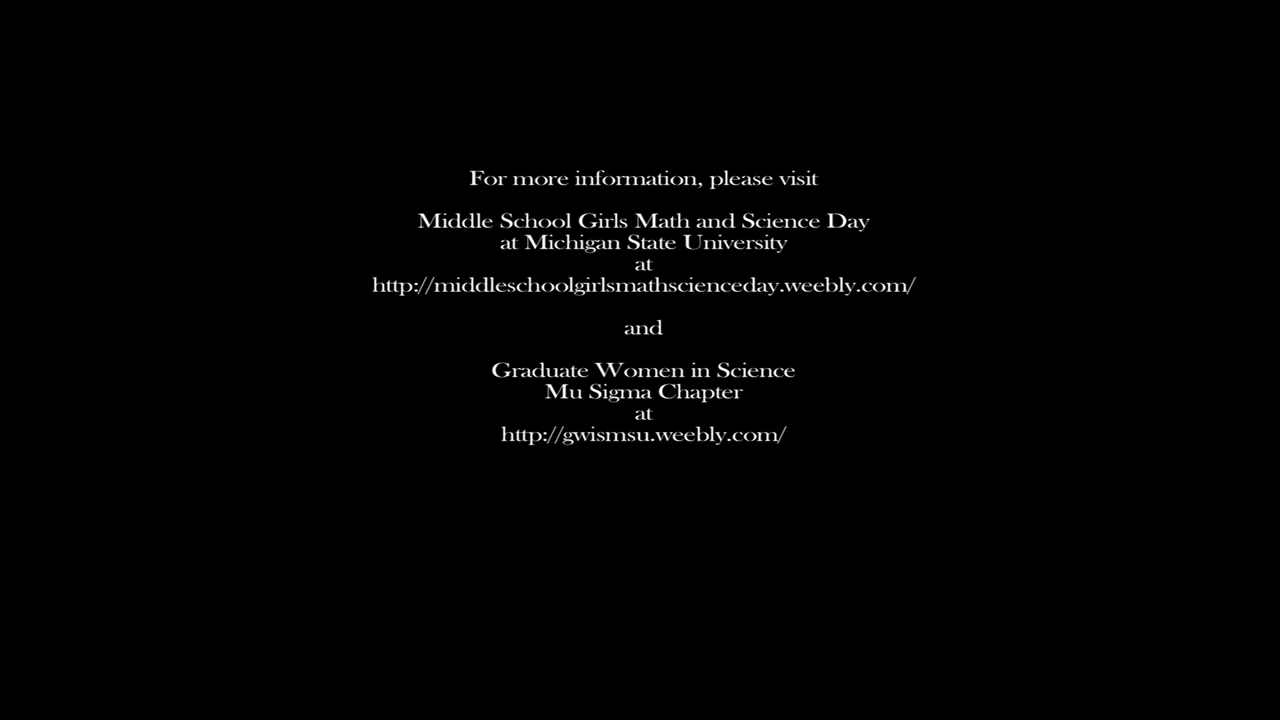 For more information, please visit
Middle School Girls Math and Science Day
at Michigan State University
at
http://middleschoolgirlsmathscienceday.weebly.com/
and
Graduate Women in Science
Mu Sigma Chapter
at
http://gwismsu.weebly.com/